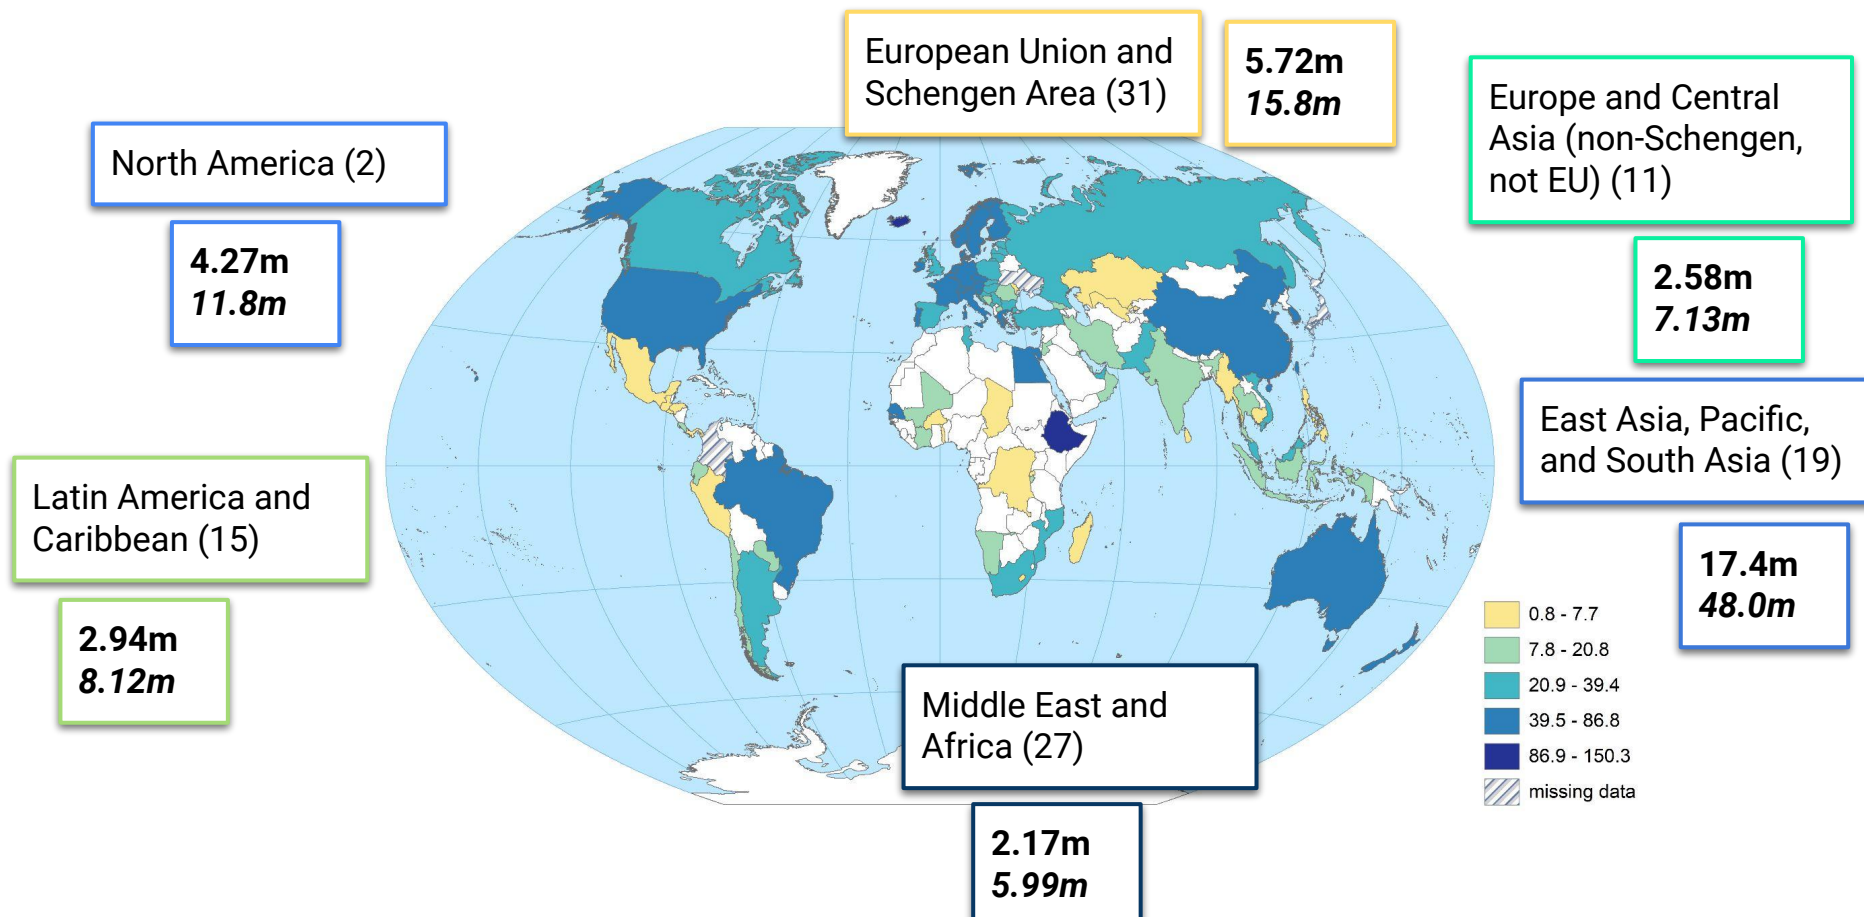 European Union and
Schengen Area (31)
5.72m
15.8m
Europe and Central
Asia (non-Schengen,
not EU) (11)
2.58m
7.13m
North America (2)
4.27m
11.8m
East Asia, Pacific,
and South Asia (19)
17.4m
48.0m
Latin America and
Caribbean (15)
2.94m
8.12m
Middle East and
Africa (27)
2.17m
5.99m
0.8 - 7.7
7.8 - 20.8
20.9 - 39.4
39.5 - 86.8
86.9 - 150.3
missing data